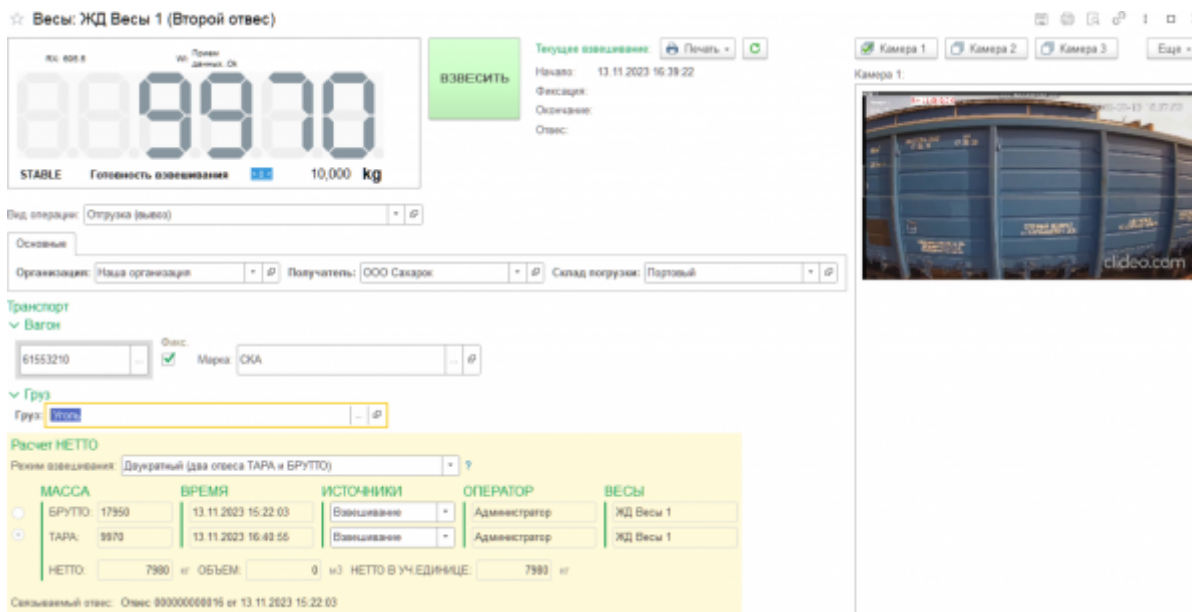 Весы: ЖД Весы 1 (Второй отвес)
Прием данных. Ok
9970
STABLE Готовность взвешивания 10,000 kg
ВЗВЕСИТЬ
Текущее взвешивание: Печать
Начало: 13.11.2023 16:39:22
Фиксация:
Окончание:
Отвес:
Камера 1 Камера 2 Камера 3 Еще
Камера 1:
clideo.com
Вид операции: Отгрузка (вывоз)
Основные
Организация: Наша организация Получатель: ООО Сахарок Склад погрузки: Портовый
Транспорт
Вагон
Фикс.
61553210 ... Марка: СКА ...
Груз
Груз: Уголь ...
Расчет НЕТТО
Режим взвешивания: Двукратный (два отвеса ТАРА и БРУТТО) ?
МАССА ВРЕМЯ ИСТОЧНИКИ ОПЕРАТОР ВЕСЫ
БРУТТО: 17950 13.11.2023 15:22:03 Взвешивание Администратор ЖД Весы 1
ТАРА: 9970 13.11.2023 16:40:55 Взвешивание Администратор ЖД Весы 1
НЕТТО: 7980 кг ОБЪЕМ: 0 м3 НЕТТО В УЧ.ЕДИНИЦЕ: 7980 кг
Связываемый отвес: Отвес 000000000016 от 13.11.2023 15:22:03